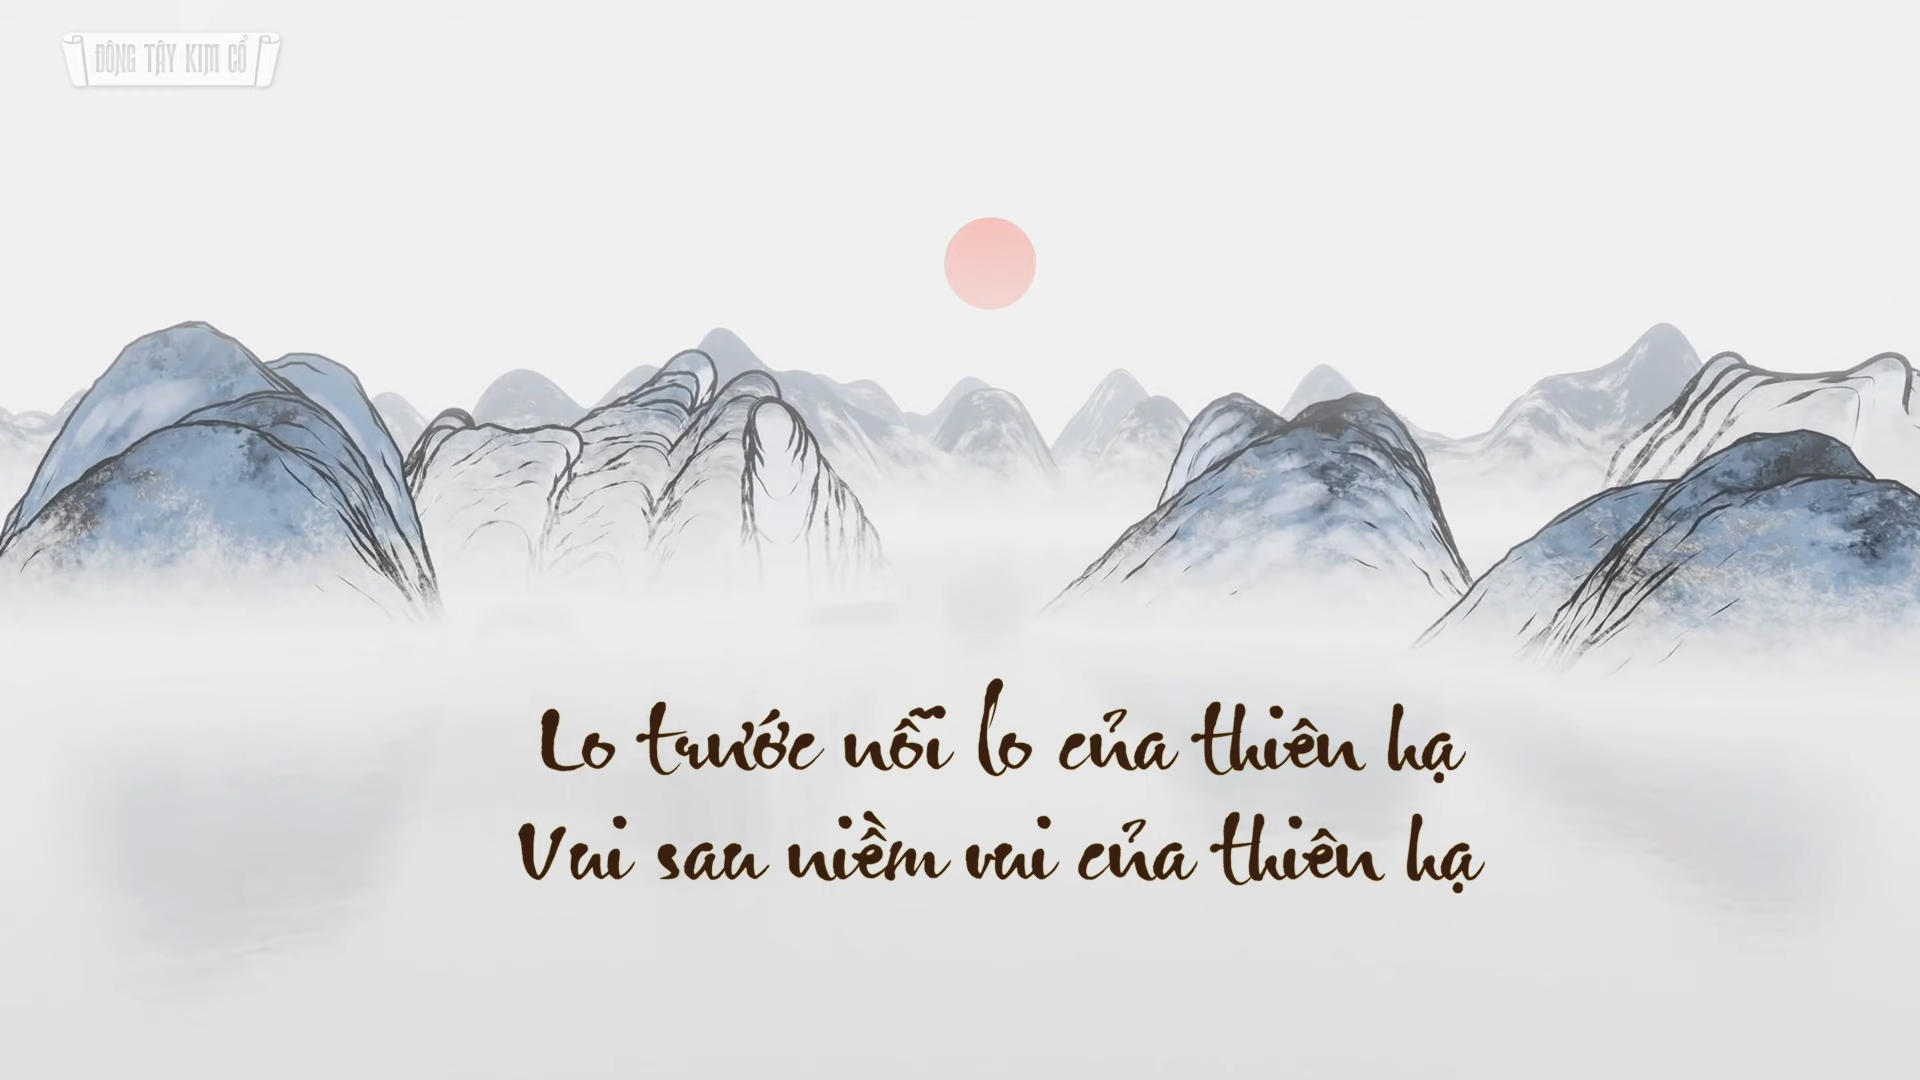 ĐÔNG TÂY KIM CỔ
Lo trước nỗi lo của thiên hạ
Vui sau niềm vui của thiên hạ